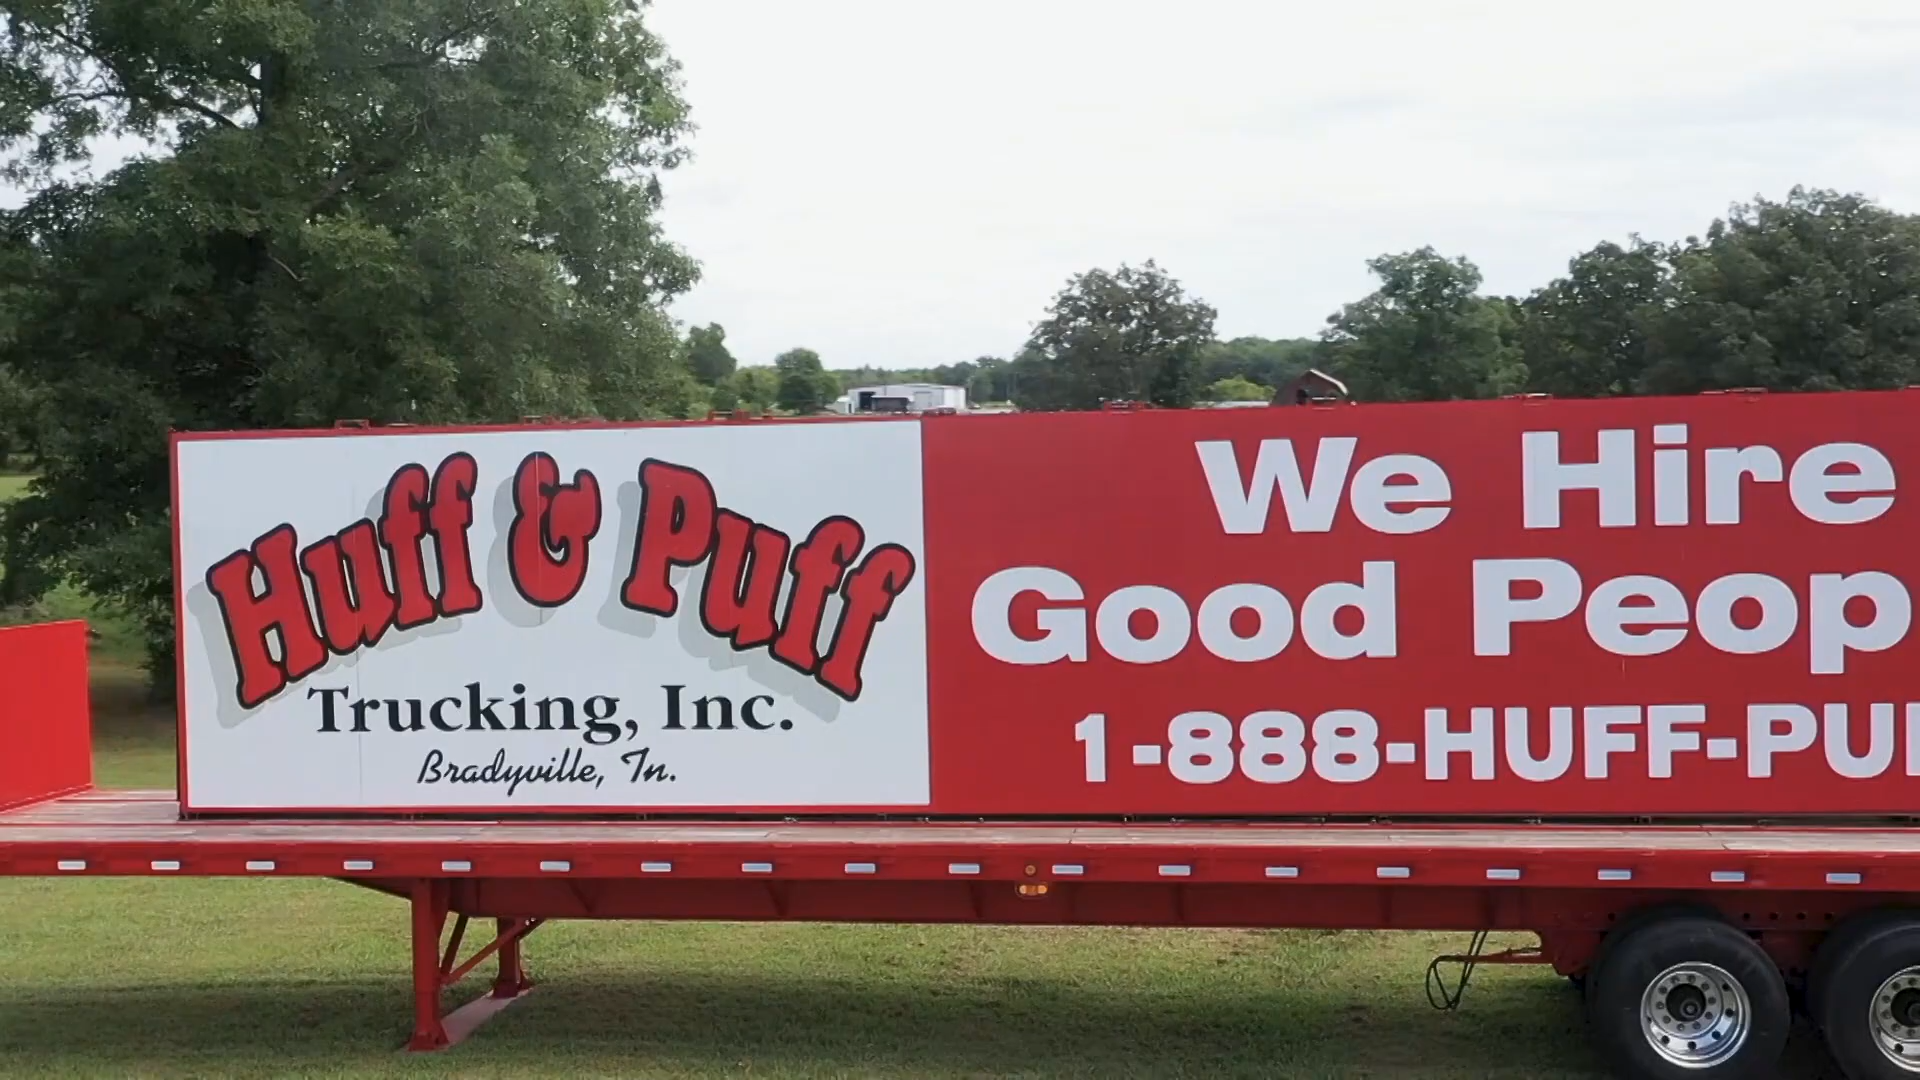 Huff & Puff
Trucking, Inc.
Bradyville, Tn.
We Hire
Good Peop
1-888-HUFF-PU